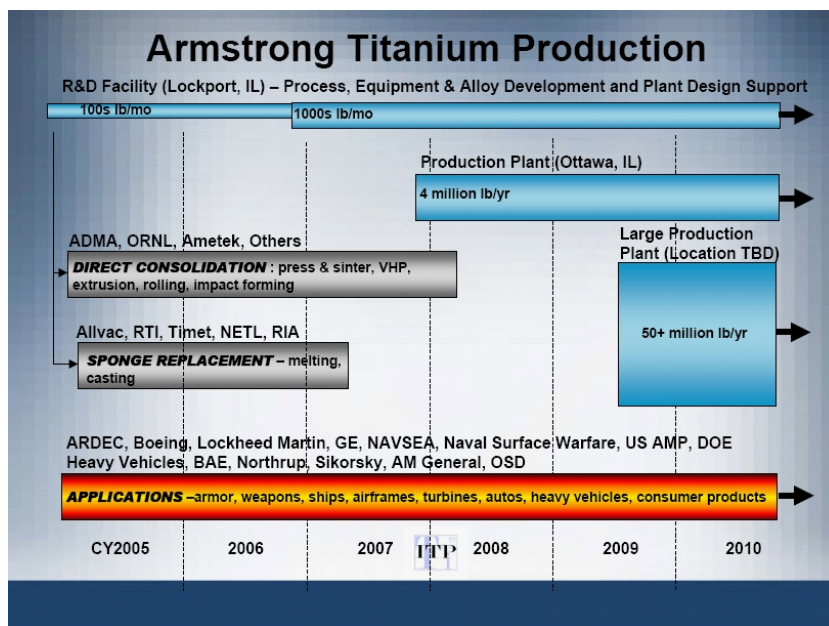 Armstrong Titanium Production
R&D Facility (Lockport, IL) – Process, Equipment & Alloy Development and Plant Design Support
100s lb/mo
1000s lb/mo
Production Plant (Ottawa, IL)
4 million lb/yr
Large Production
Plant (Location TBD)
50+ million lb/yr
ADMA, ORNL, Ametek, Others
DIRECT CONSOLIDATION : press & sinter, VHP,
extrusion, rolling, impact forming
Allvac, RTI, Timet, NETL, RIA
SPONGE REPLACEMENT – melting,
casting
ARDEC, Boeing, Lockheed Martin, GE, NAVSEA, Naval Surface Warfare, US AMP, DOE
Heavy Vehicles, BAE, Northrup, Sikorsky, AM General, OSD
APPLICATIONS –armor, weapons, ships, airframes, turbines, autos, heavy vehicles, consumer products
CY2005 2006 2007 ITP 2008 2009 2010